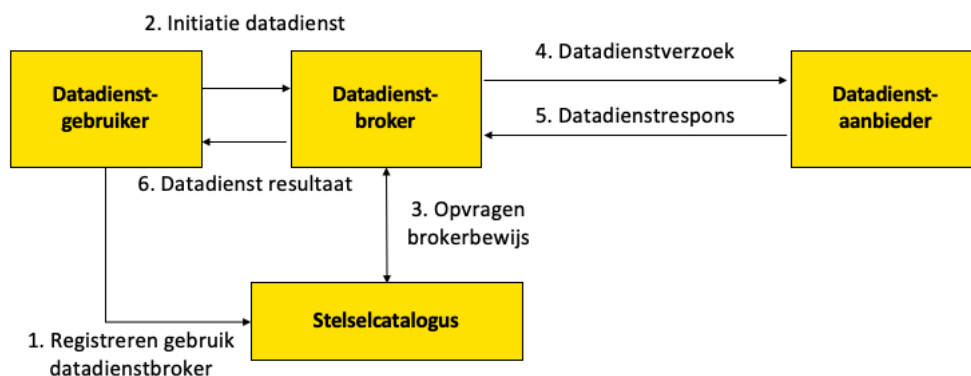 2. Initiatie datadienst
4. Datadienstverzoek
Datadienst-
gebruiker
Datadienst-
broker
Datadienst-
aanbieder
5. Datadienstrespons
6. Datadienst resultaat
3. Opvragen
brokerbewijs
Stelselcatalogus
1. Registreren gebruik
datadienstbroker